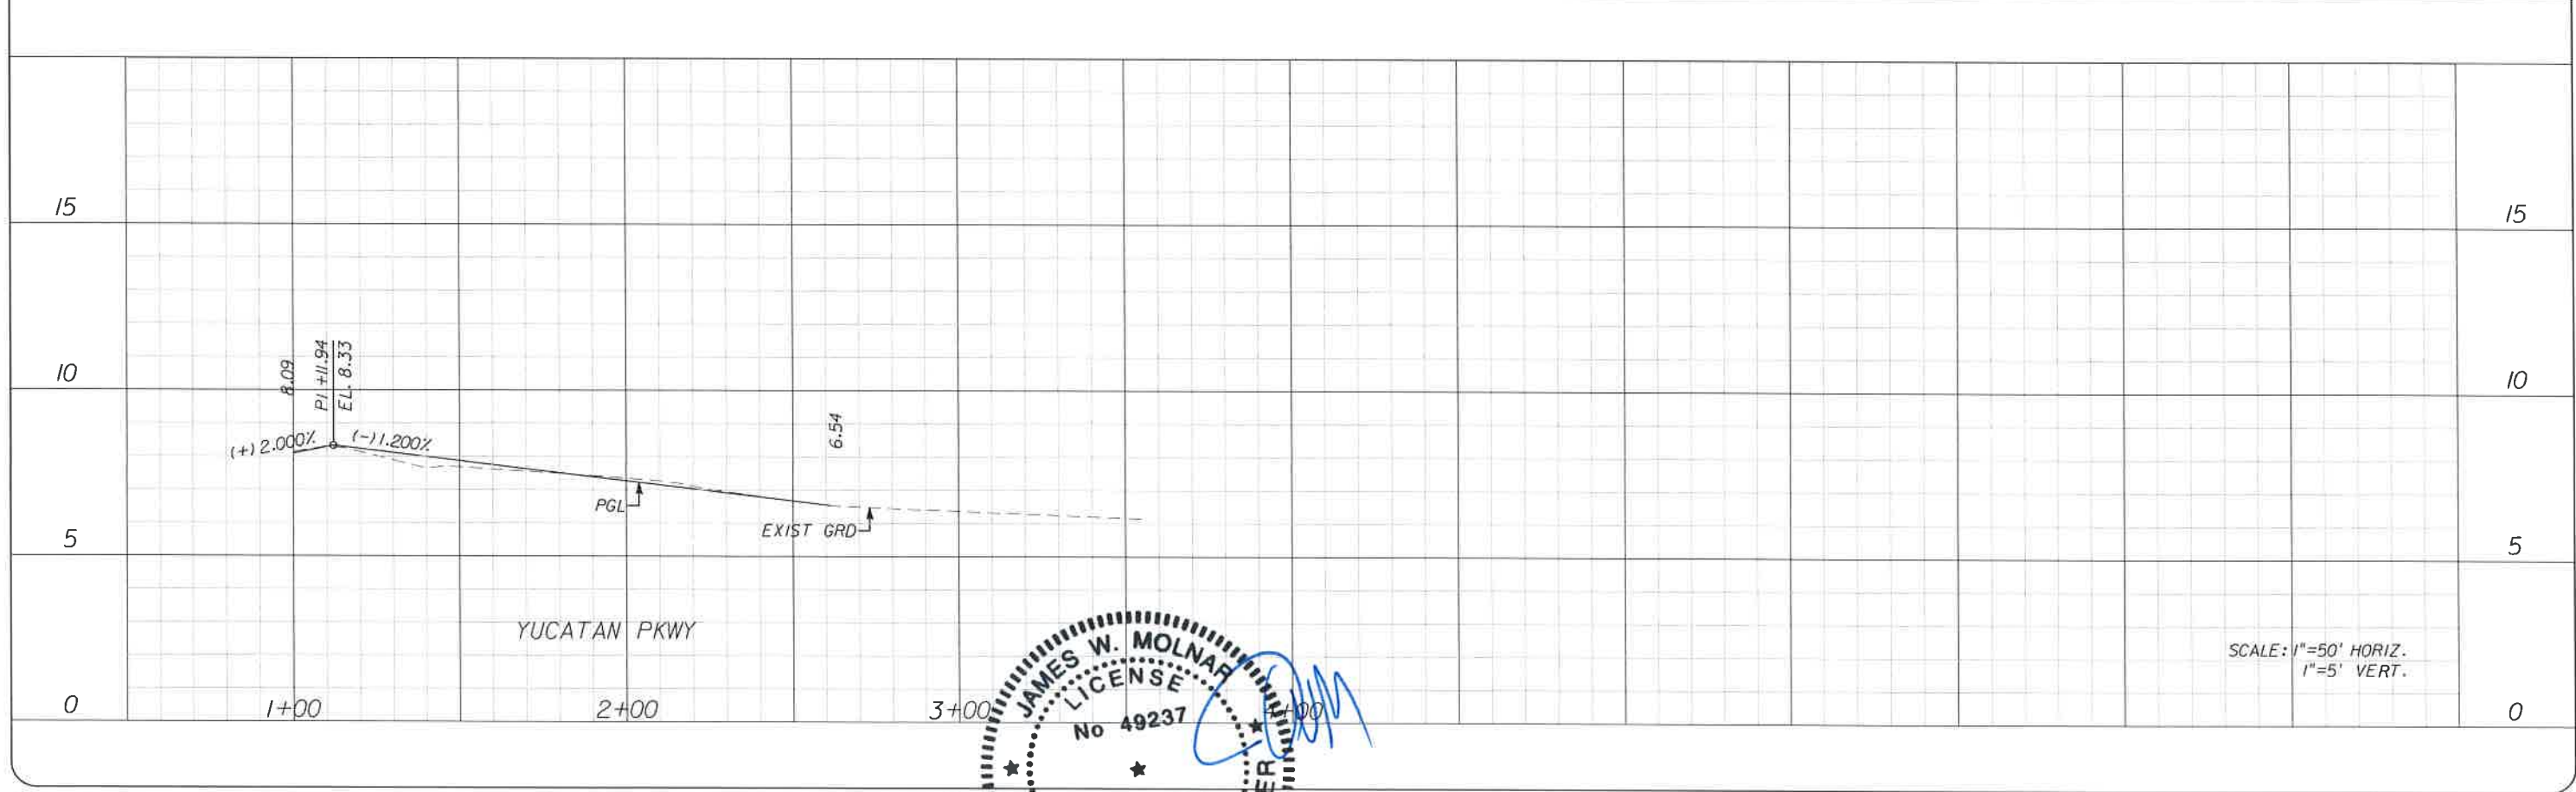 15
15
10
10
8.09
PI +11.94
EL. 8.33
(+) 2.000%
(-) 1.200%
6.54
PGL
EXIST GRD
5
5
YUCATAN PKWY
SCALE: 1"=50' HORIZ.
1"=5' VERT.
0
1+00
2+00
3+00
4+00
0
JAMES W. MOLNAR
LICENSE
No 49237